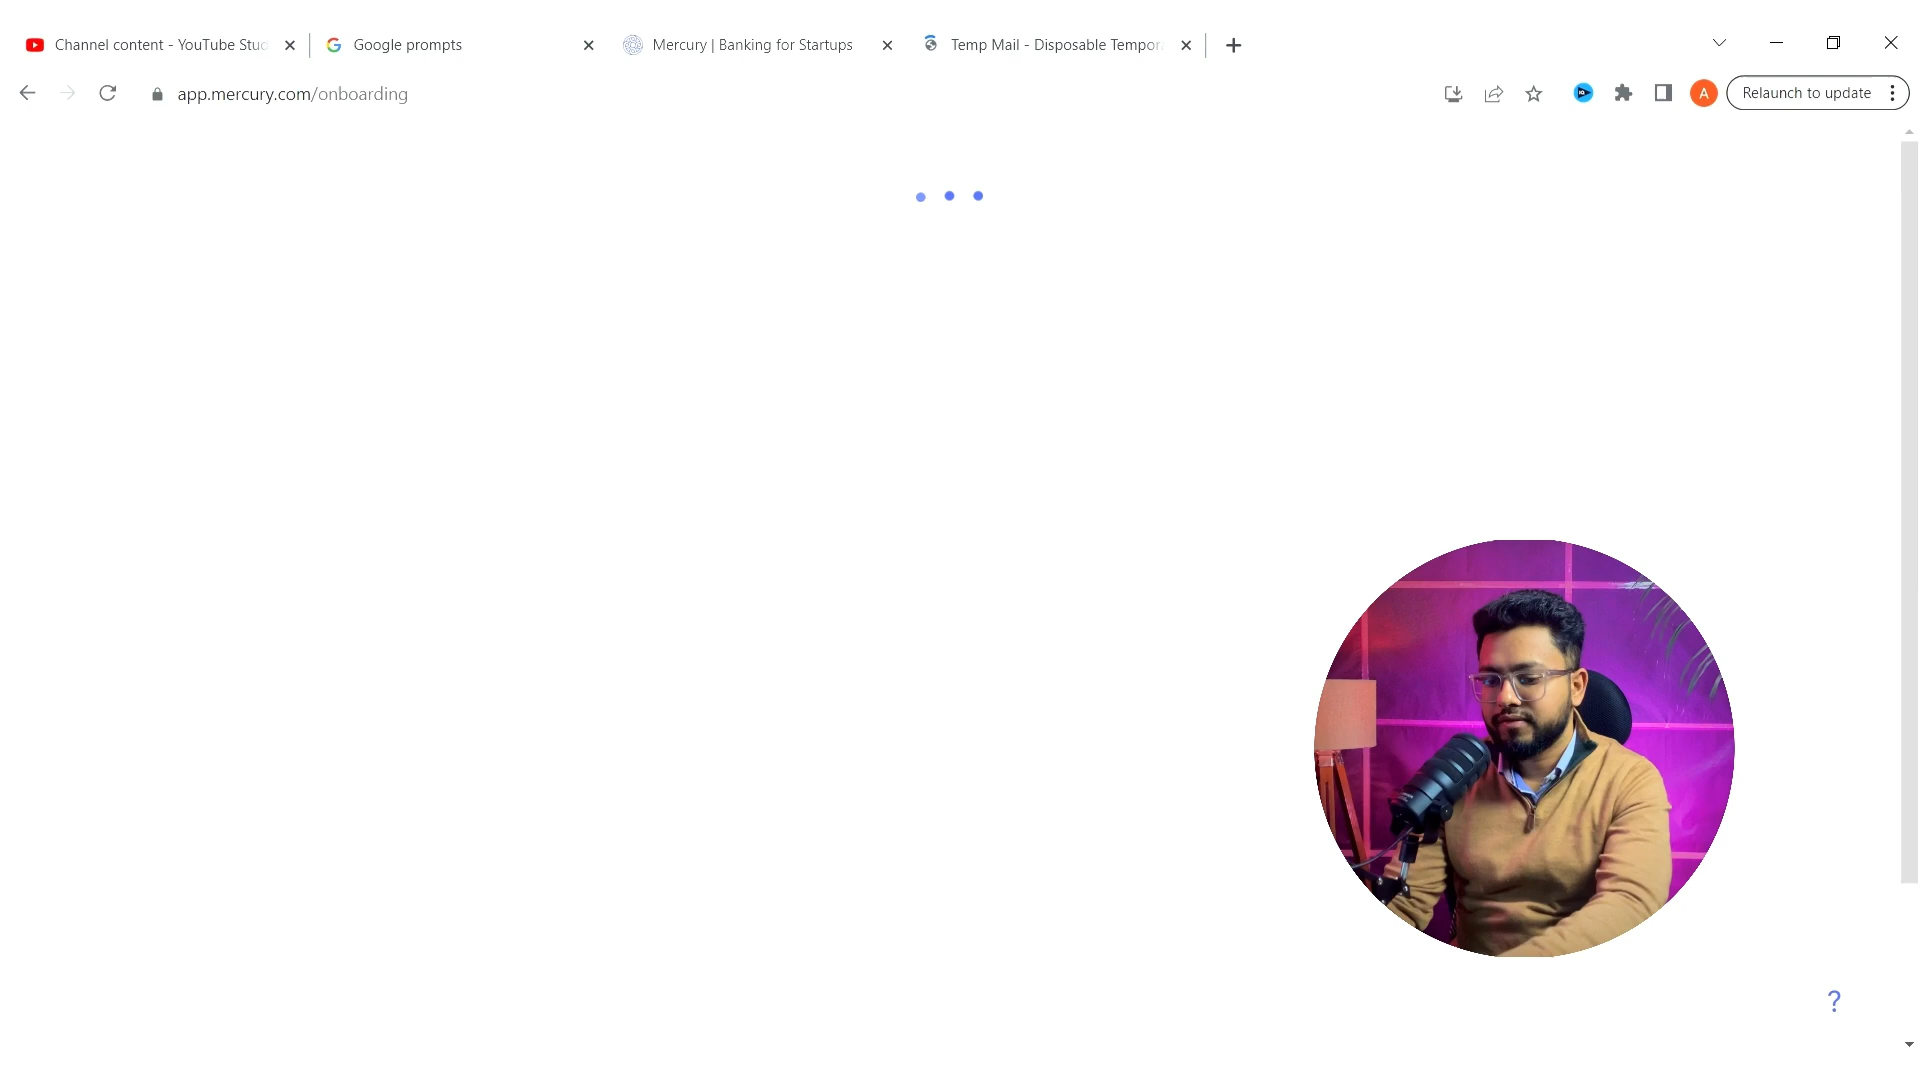 Channel content - YouTube Stud
Google prompts
Mercury | Banking for Startups
Temp Mail - Disposable Tempora
app.mercury.com/onboarding
A
Relaunch to update
?